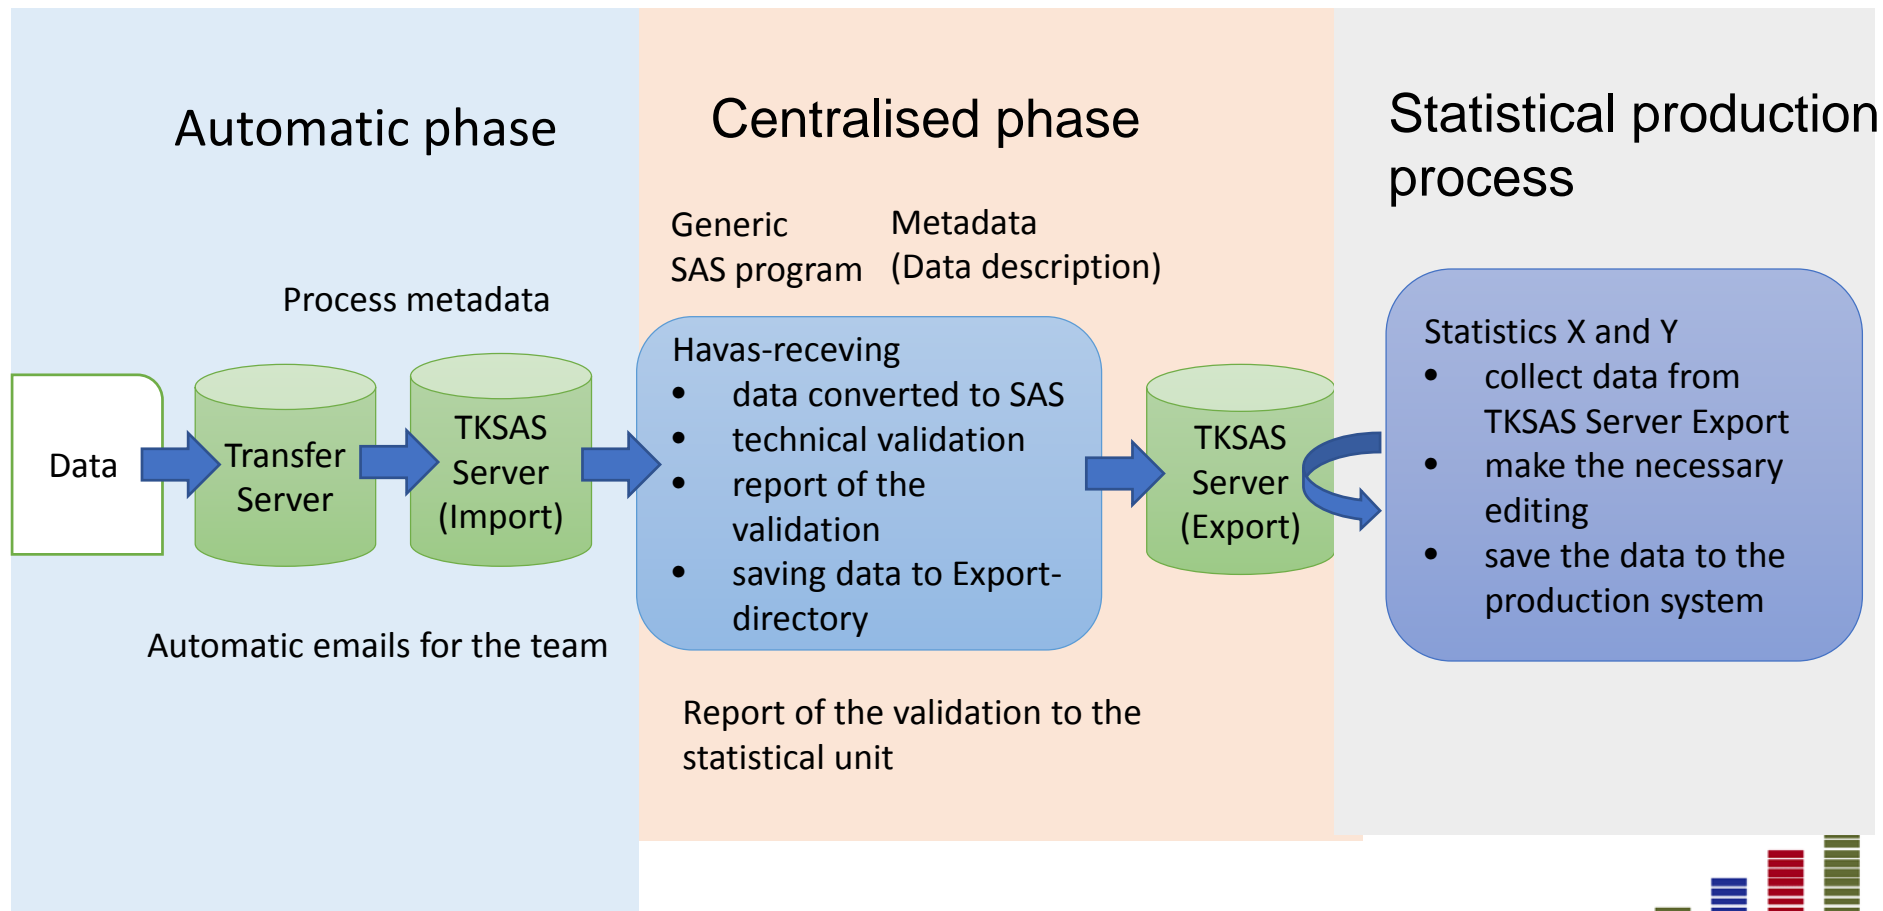 Automatic phase
Process metadata
Data
Transfer
Server
TKSAS
Server
(Import)
Automatic emails for the team
Centralised phase
Generic
SAS program
Metadata
(Data description)
Havas-receving
• data converted to SAS
• technical validation
• report of the
validation
• saving data to Export-
directory
TKSAS
Server
(Export)
Report of the validation to the
statistical unit
Statistical production
process
Statistics X and Y
• collect data from
TKSAS Server Export
• make the necessary
editing
• save the data to the
production system